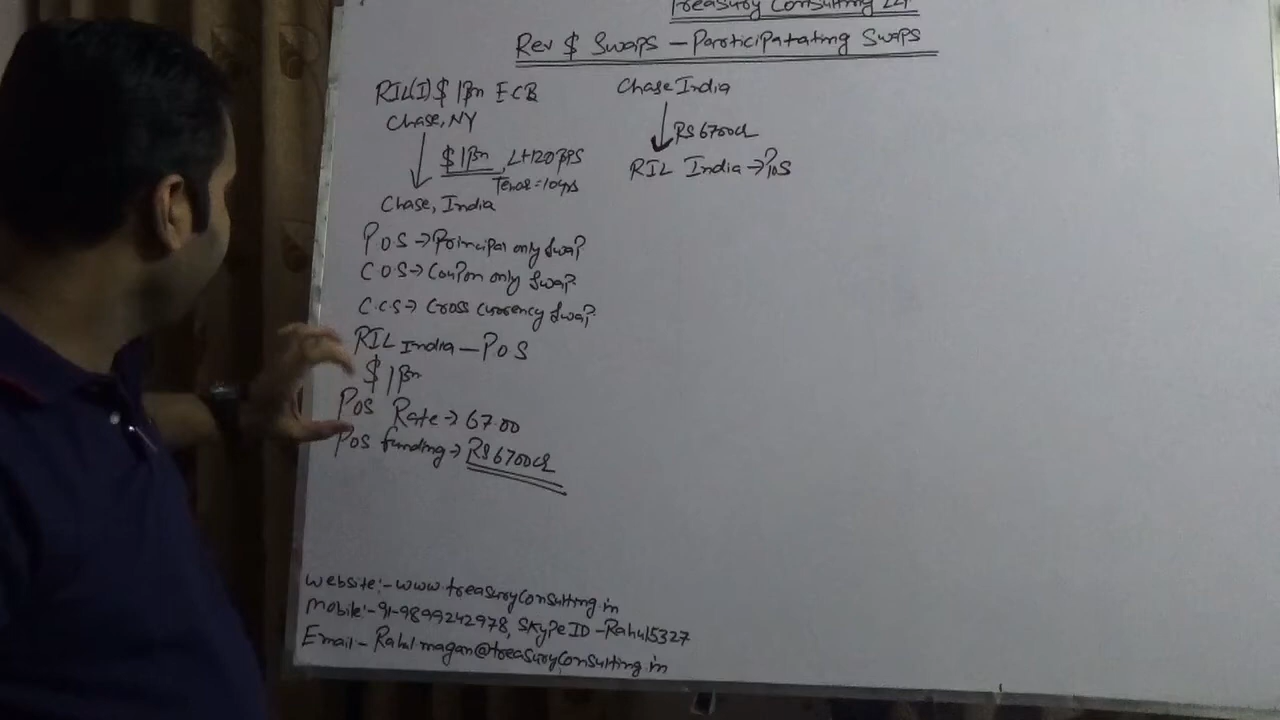 Treasury Consulting LLP
Rev $ Swaps - Participatating Swaps
RIL(I) $ 1Bn ECB
Chase, NY
$ 1Bn, L+120 BPS
Tenor = 10yrs
Chase, India
P.O.S → Principal only Swap
C.O.S → Coupon only Swap
C.C.S → Cross currency Swap
RIL India - POS
$ 1Bn
POS Rate → 67.00
POS funding → RS 6700CR
Chase India
RS 6700CR
RIL India → POS
Website:- www.treasuryconsulting.in
Mobile:- 91-9899242978, Skype ID - Rahul5327
Email - Rahul.magan@treasuryconsulting.in